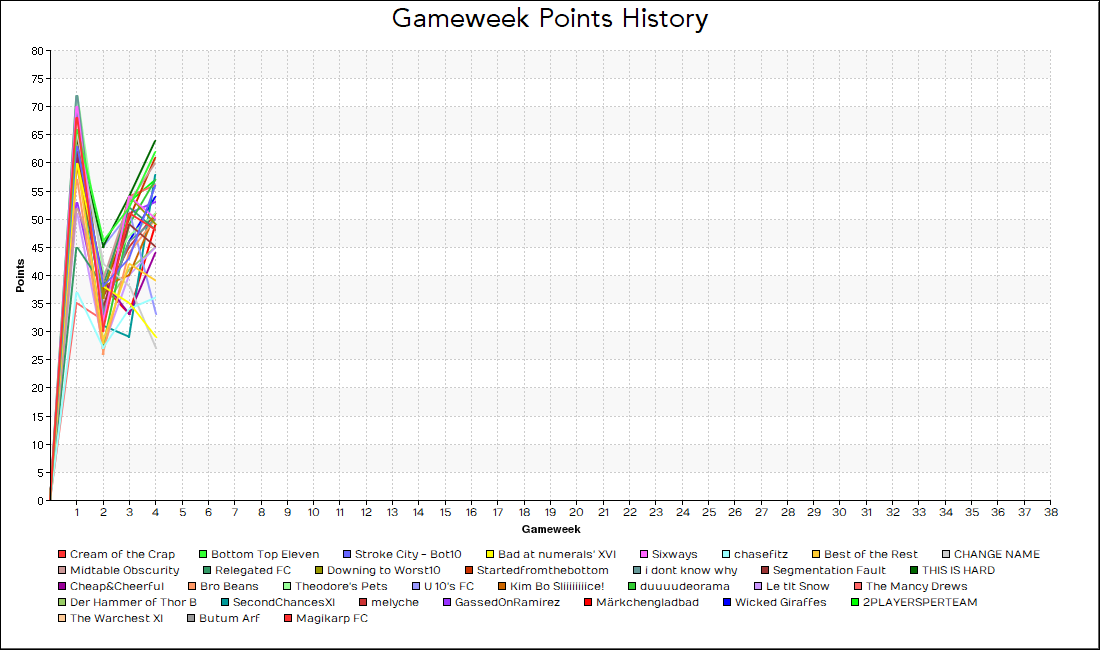 Gameweek Points History
80
75
70
65
60
55
50
45
40
35
30
25
20
15
10
5
0
Points
1 2 3 4 5 6 7 8 9 10 11 12 13 14 15 16 17 18 19 20 21 22 23 24 25 26 27 28 29 30 31 32 33 34 35 36 37 38
Gameweek
Cream of the Crap Bottom Top Eleven Stroke City - Bot10 Bad at numerals' XVI Sixways chasefitz Best of the Rest CHANGE NAME
Midtable Obscurity Relegated FC Downing to Worst10 Startedfromthebottom i dont know why Segmentation Fault THIS IS HARD
Cheap&Cheerful Bro Beans Theodore's Pets U 10's FC Kim Bo Sliiiiiiiice! duuuudeorama Le tIt Snow The Mancy Drews
Der Hammer of Thor B SecondChancesXI melyche GassedOnRamirez Märkchengladbad Wicked Giraffes 2PLAYERSPERTEAM
The Warchest XI Butum Arf Magikarp FC